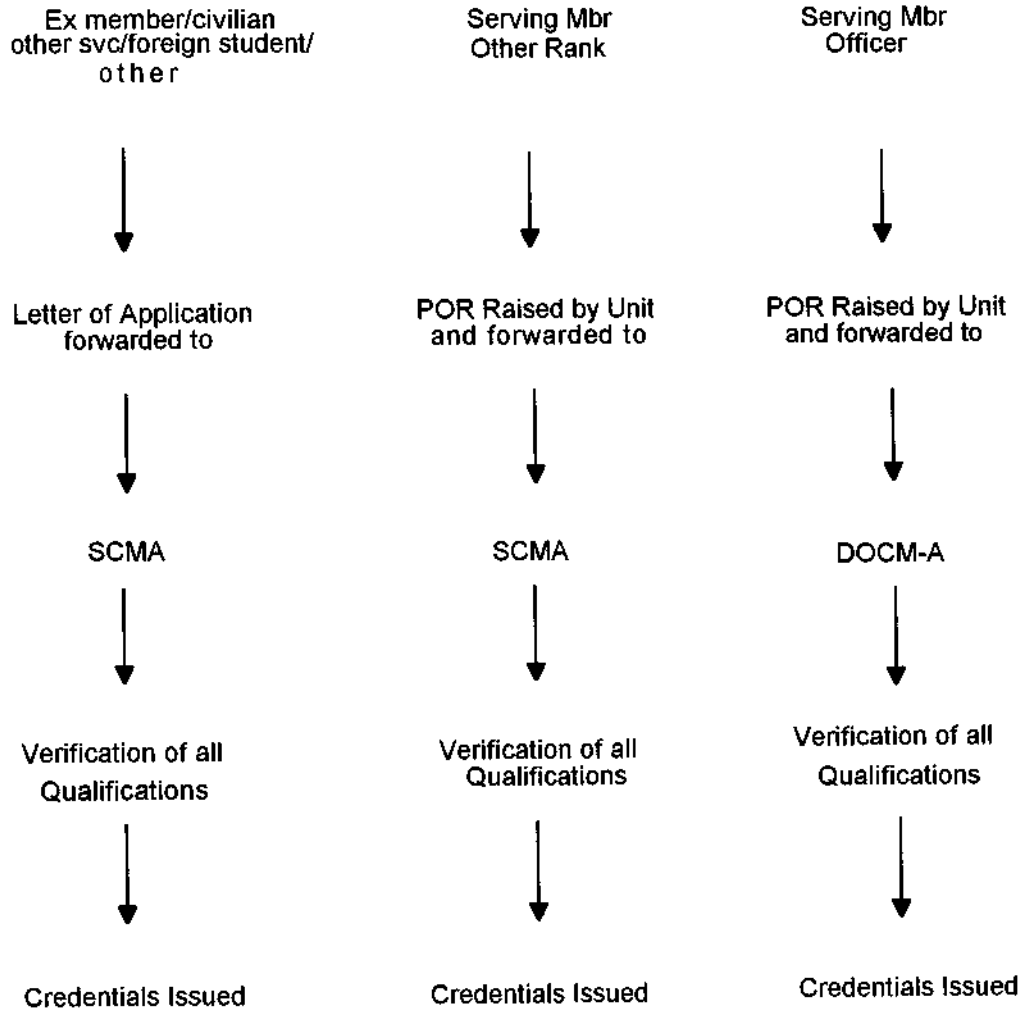 Ex member/civilian
other svc/foreign student/
other
Serving Mbr
Other Rank
Serving Mbr
Officer
Letter of Application
forwarded to
POR Raised by Unit
and forwarded to
POR Raised by Unit
and forwarded to
SCMA
SCMA
DOCM-A
Verification of all
Qualifications
Verification of all
Qualifications
Verification of all
Qualifications
Credentials Issued
Credentials Issued
Credentials Issued